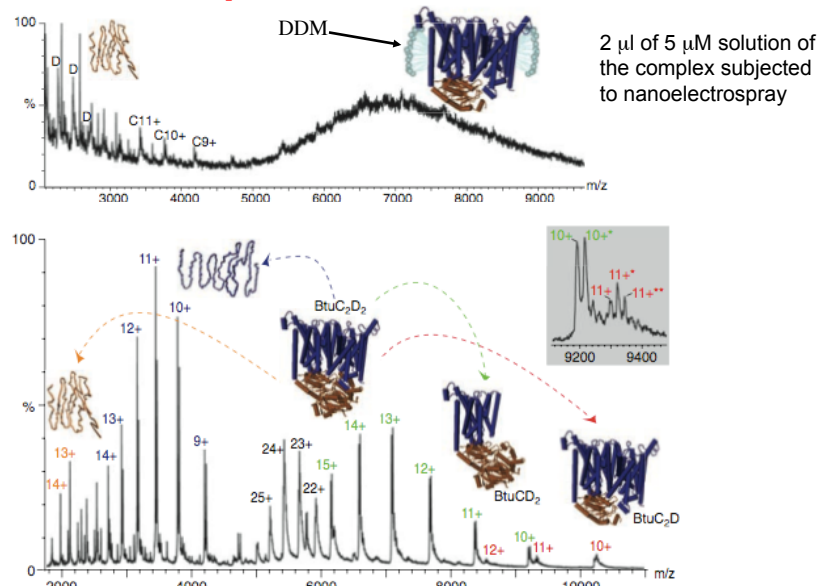 DDM
2 µl of 5 µM solution of
the complex subjected
to nanoelectrospray
100
%
0
D
D
D
C11+
C10+
C9+
3000 4000 5000 6000 7000 8000 9000
m/z
100
%
0
14+
13+
14+
13+
12+
11+
10+
9+
25+
24+
23+
22+
15+
14+
13+
12+
11+
12+
10+
11+
10+
BtuC₂D₂
BtuCD₂
BtuC₂D
10+ 10+*
11+ 11+* 11+**
9200 9400
2000 4000 6000 8000 10000
m/z